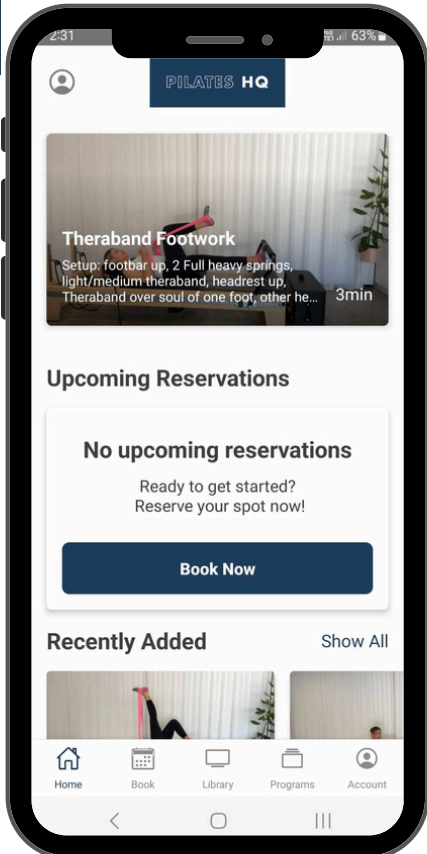 2:31
63%
PILATES HQ
Theraband Footwork
Setup: footbar up, 2 Full heavy springs,
light/medium theraband, headrest up,
Theraband over soul of one foot, other he...
3min
Upcoming Reservations
No upcoming reservations
Ready to get started?
Reserve your spot now!
Book Now
Recently Added
Show All
Home
Book
Library
Programs
Account